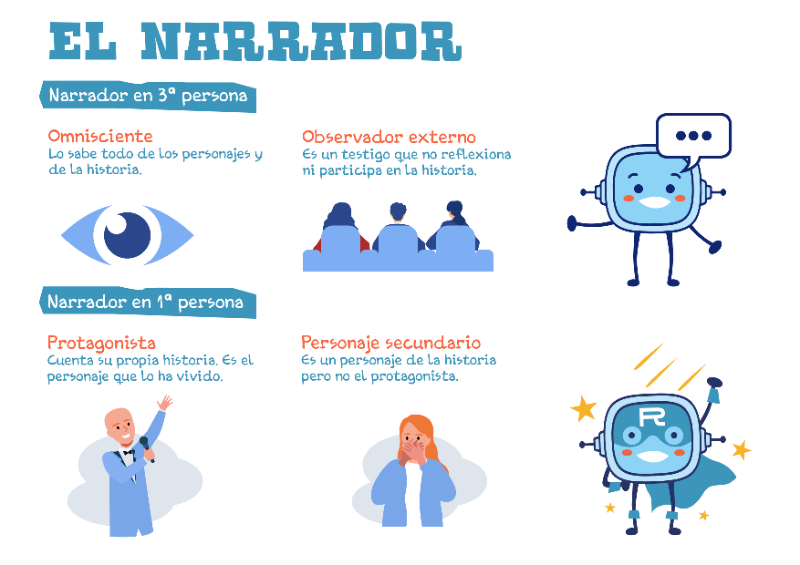 EL NARRADOR
Narrador en 3ª persona
Omnisciente
Lo sabe todo de los personajes y
de la historia.
Observador externo
Es un testigo que no reflexiona
ni participa en la historia.
Narrador en 1ª persona
Protagonista
Cuenta su propia historia. Es el
personaje que lo ha vivido.
Personaje secundario
Es un personaje de la historia
pero no el protagonista.
R